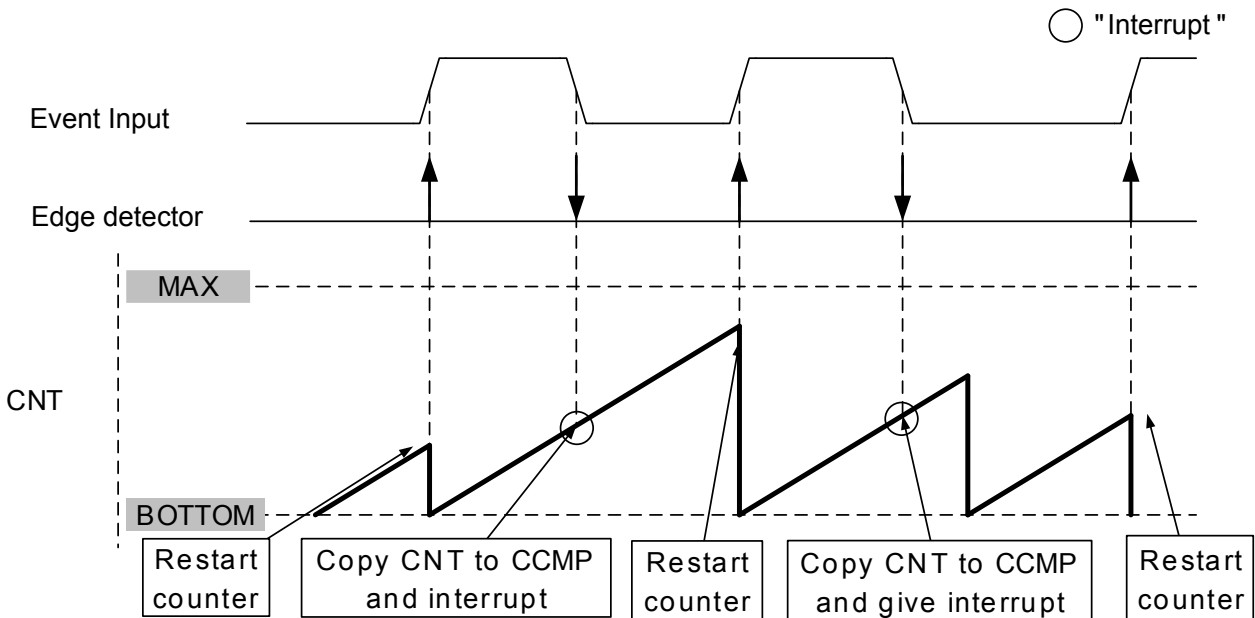 "Interrupt"
Event Input
Edge detector
MAX
CNT
BOTTOM
Restart
counter
Copy CNT to CCMP
and interrupt
Restart
counter
Copy CNT to CCMP
and give interrupt
Restart
counter